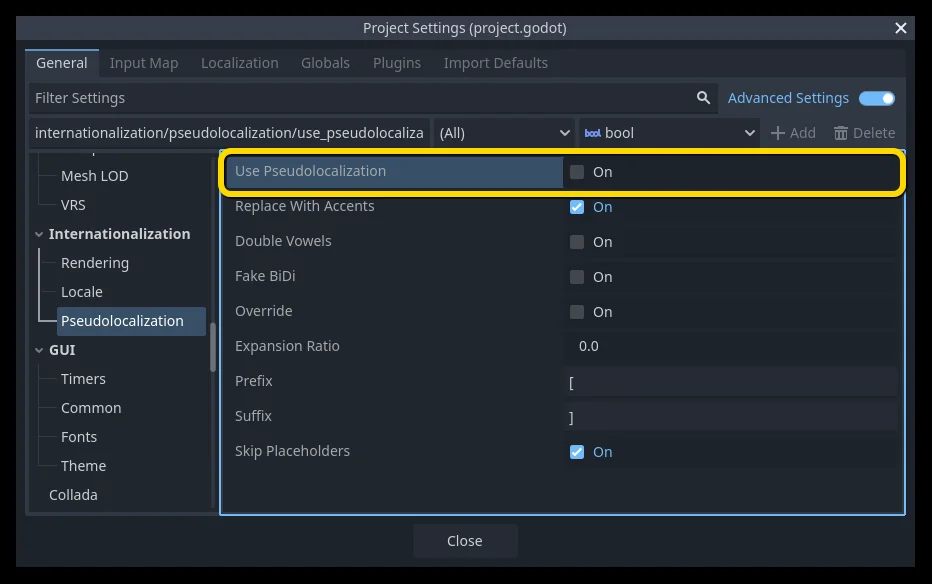 Project Settings (project.godot)
General Input Map Localization Globals Plugins Import Defaults
Filter Settings Advanced Settings
internationalization/pseudolocalization/use_pseudolocaliza (All) bool bool Add Delete
Mesh LOD
VRS
Internationalization
Rendering
Locale
Pseudolocalization
GUI
Timers
Common
Fonts
Theme
Collada
Use Pseudolocalization On
Replace With Accents On
Double Vowels On
Fake BiDi On
Override On
Expansion Ratio 0.0
Prefix [
Suffix ]
Skip Placeholders On
Close